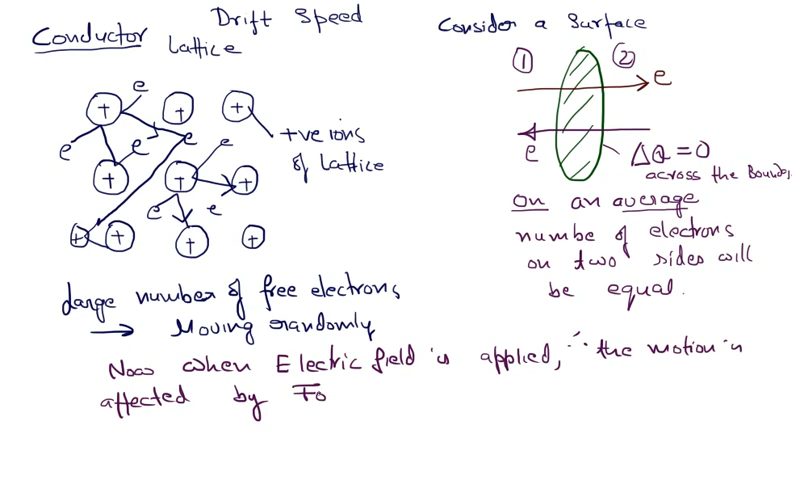 Drift Speed
Conductor Lattice
e
+ + +
e e e e
+ve ions
of Lattice
+ + +
e e
+ + + +
Large number of free electrons
→ Moving randomly
Consider a Surface
① ②
e
e
ΔQ = 0
across the Bounda
On an average
numbe of electrons
on two sides will
be equal.
Now when Electric field is applied, ∴ the motion is
affected by Fo